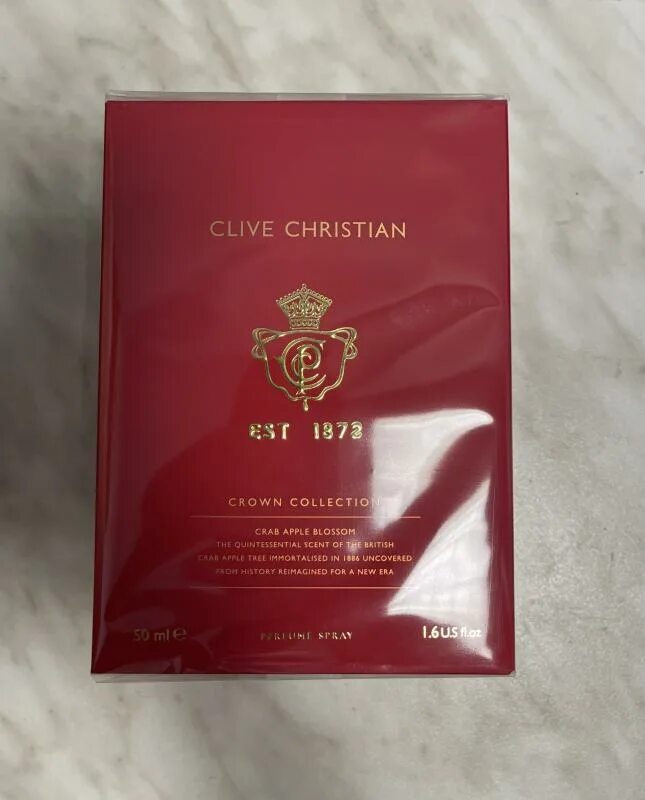 CLIVE CHRISTIAN
EST 1872
CROWN COLLECTION
CRAB APPLE BLOSSOM
THE QUINTESSENTIAL SCENT OF THE BRITISH
CRAB APPLE TREE IMMORTALISED IN 1886 UNCOVERED
FROM HISTORY REIMAGINED FOR A NEW ERA
50 ml ℮ PERFUME SPRAY 1.6 U.S fl.oz